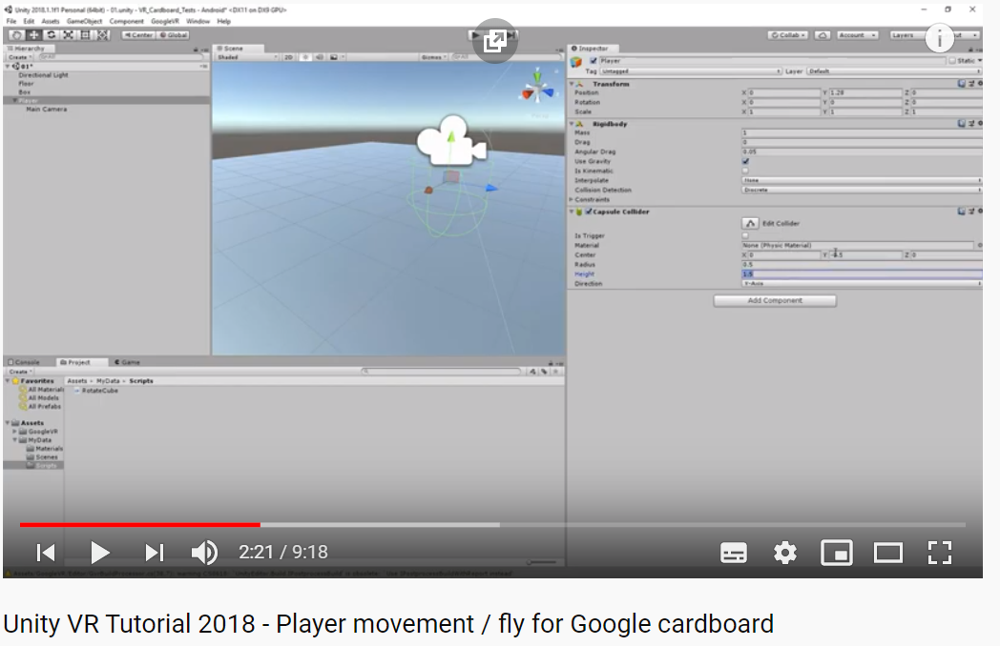 Unity 2018.1.1f1 Personal (64bit) - 01.unity - VR_Cardboard_Tests - Android* <DX11 on DX9 GPU>
File Edit Assets GameObject Component GoogleVR Window Help
Center Global Collab Account Layers
Hierarchy
Create
01*
Directional Light
Floor
Box
Player
Main Camera
Scene
Shaded 2D Gizmos
Inspector
Player Static
Tag Untagged Layer Default
Transform
Position X 0 Y 1.28 Z 0
Rotation X 0 Y 0 Z 0
Scale X 1 Y 1 Z 1
Rigidbody
Mass 1
Drag 0
Angular Drag 0.05
Use Gravity
Is Kinematic
Interpolate None
Collision Detection Discrete
Constraints
Capsule Collider
Edit Collider
Is Trigger
Material None (Physic Material)
Center X 0 Y -0.5 Z 0
Radius 0.5
Height 1.5
Direction Y-Axis
Add Component
Console Project Game
Create
Favorites
All Materials
All Models
All Prefabs
Assets
GoogleVR
MyData
Materials
Scenes
Scripts
Assets MyData Scripts
RotateCube
2:21 / 9:18
Unity VR Tutorial 2018 - Player movement / fly for Google cardboard